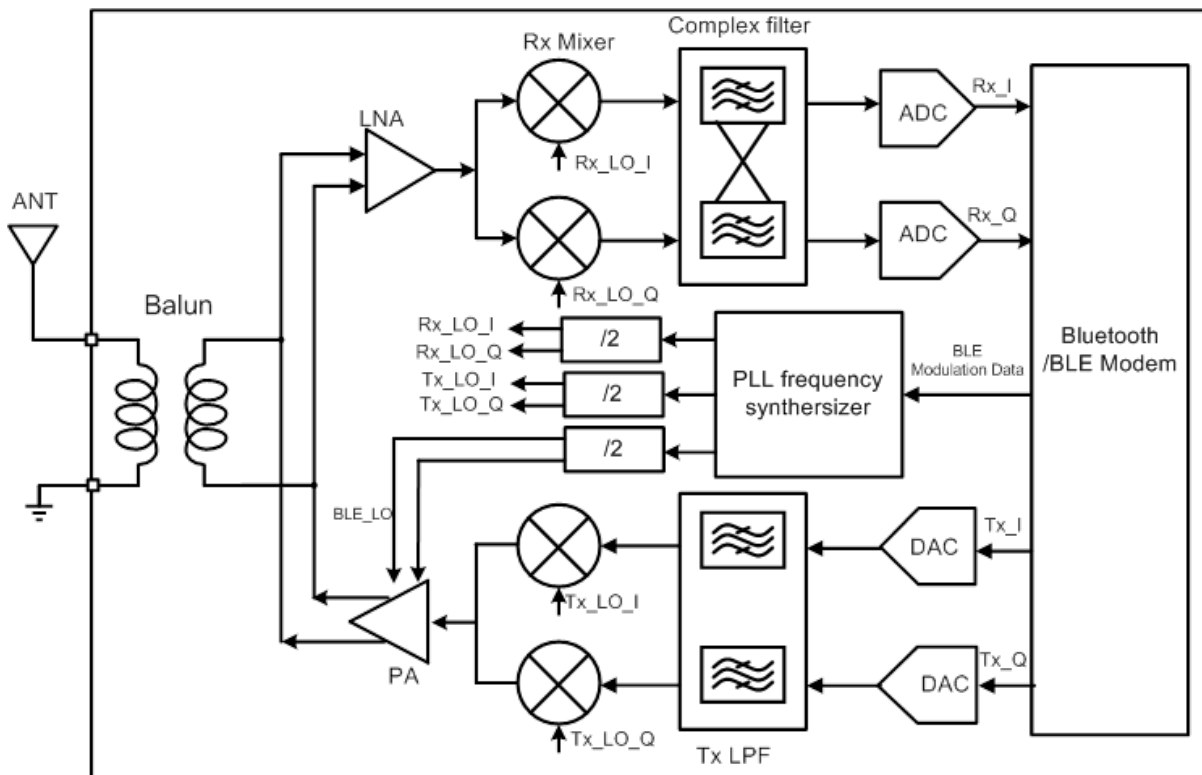 Complex filter
Rx Mixer
LNA
ADC
Rx_I
Rx_LO_I
ANT
ADC
Rx_Q
Rx_LO_Q
Balun
Rx_LO_I
Rx_LO_Q
/2
Tx_LO_I
Tx_LO_Q
/2
/2
PLL frequency
synthersizer
BLE
Modulation Data
Bluetooth
/BLE Modem
BLE_LO
DAC
Tx_I
Tx_LO_I
PA
DAC
Tx_Q
Tx_LO_Q
Tx LPF